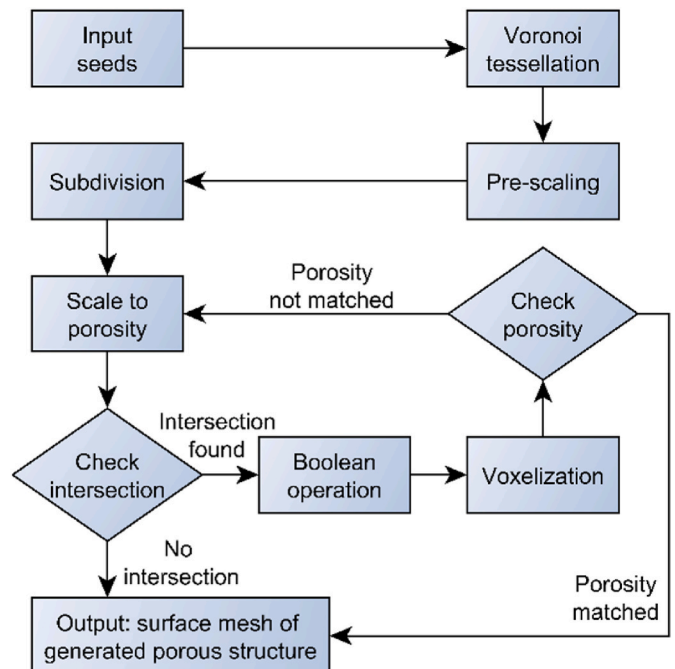 Input
seeds
Voronoi
tessellation
Subdivision
Pre-scaling
Scale to
porosity
Porosity
not matched
Check
porosity
Check
intersection
Intersection
found
Boolean
operation
Voxelization
No
intersection
Porosity
matched
Output: surface mesh of
generated porous structure